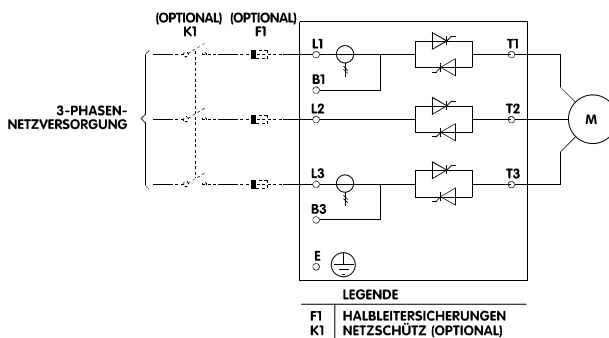 (OPTIONAL) (OPTIONAL)
K1 F1
L1 T1
B1
3-PHASEN-
NETZVERSORGUNG
L2 T2
M
L3 T3
B3
E
LEGENDE
F1 HALBLEITERSICHERUNGEN
K1 NETZSCHÜTZ (OPTIONAL)